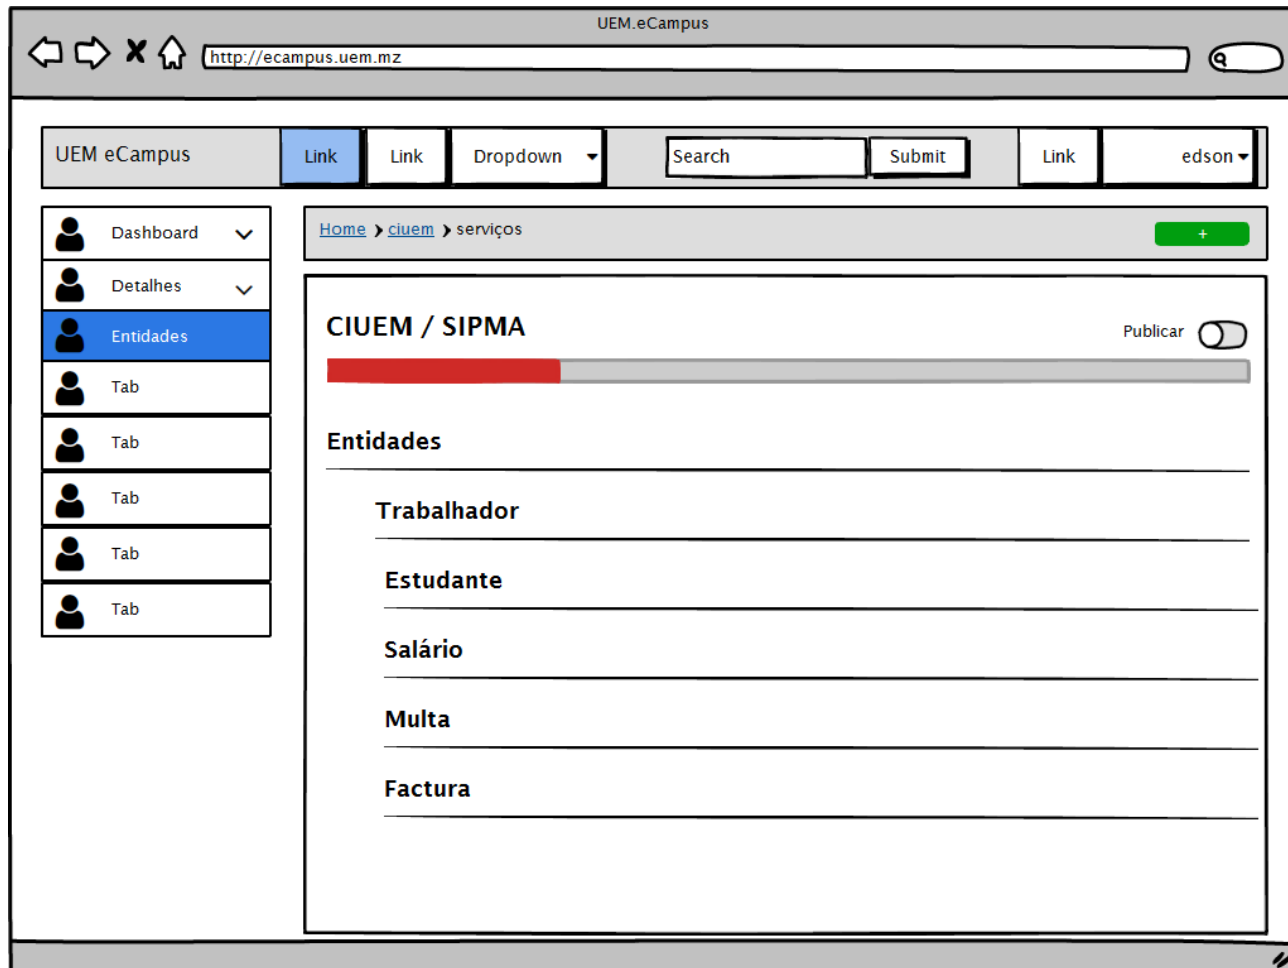 UEM.eCampus
http://ecampus.uem.mz
UEM eCampus Link Link Dropdown Search Submit Link edson
Dashboard
Detalhes
Entidades
Tab
Tab
Tab
Tab
Tab
Home ciuem serviços +
CIUEM / SIPMA
Publicar
Entidades
Trabalhador
Estudante
Salário
Multa
Factura